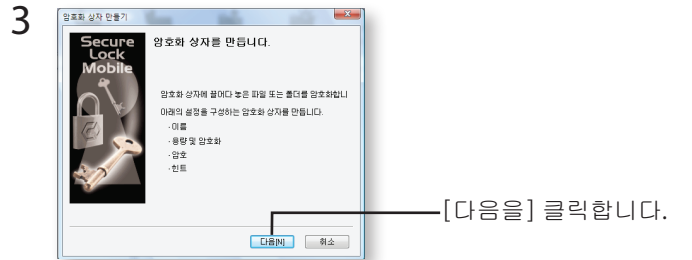 3
암호화 상자 만들기
Secure
Lock
Mobile
암호화 상자를 만듭니다.
암호화 상자에 끌어다 놓은 파일 또는 폴더를 암호화합니
아래의 설정을 구성하는 암호화 상자를 만듭니다.
·이름
·용량 및 암호화
·암호
·힌트
[다음을] 클릭합니다.
다음[N]
취소